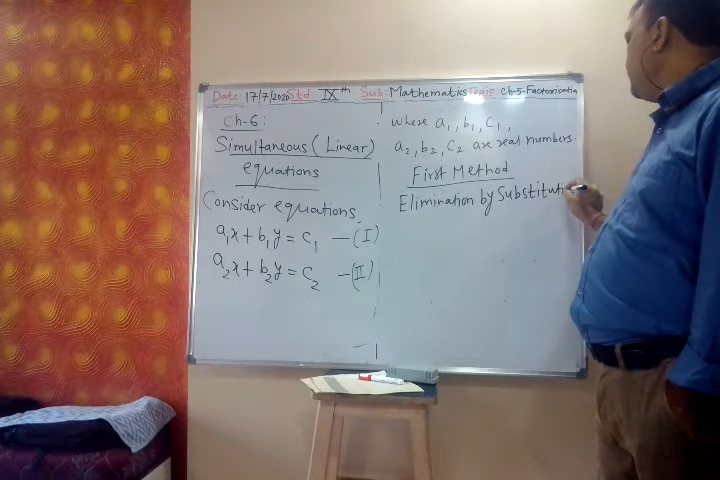 Date: 17/7/2020 Std: IXth Sub: Mathematics Topic: Ch-5-Factorisatio
Ch-6:
Simultaneous (Linear)
equations
Consider equations,
a₁x + b₁y = c₁ — (I)
a₂x + b₂y = c₂ — (II)
where a₁, b₁, c₁,
a₂, b₂, c₂ are real numbers.
First Method
Elimination by Substituti